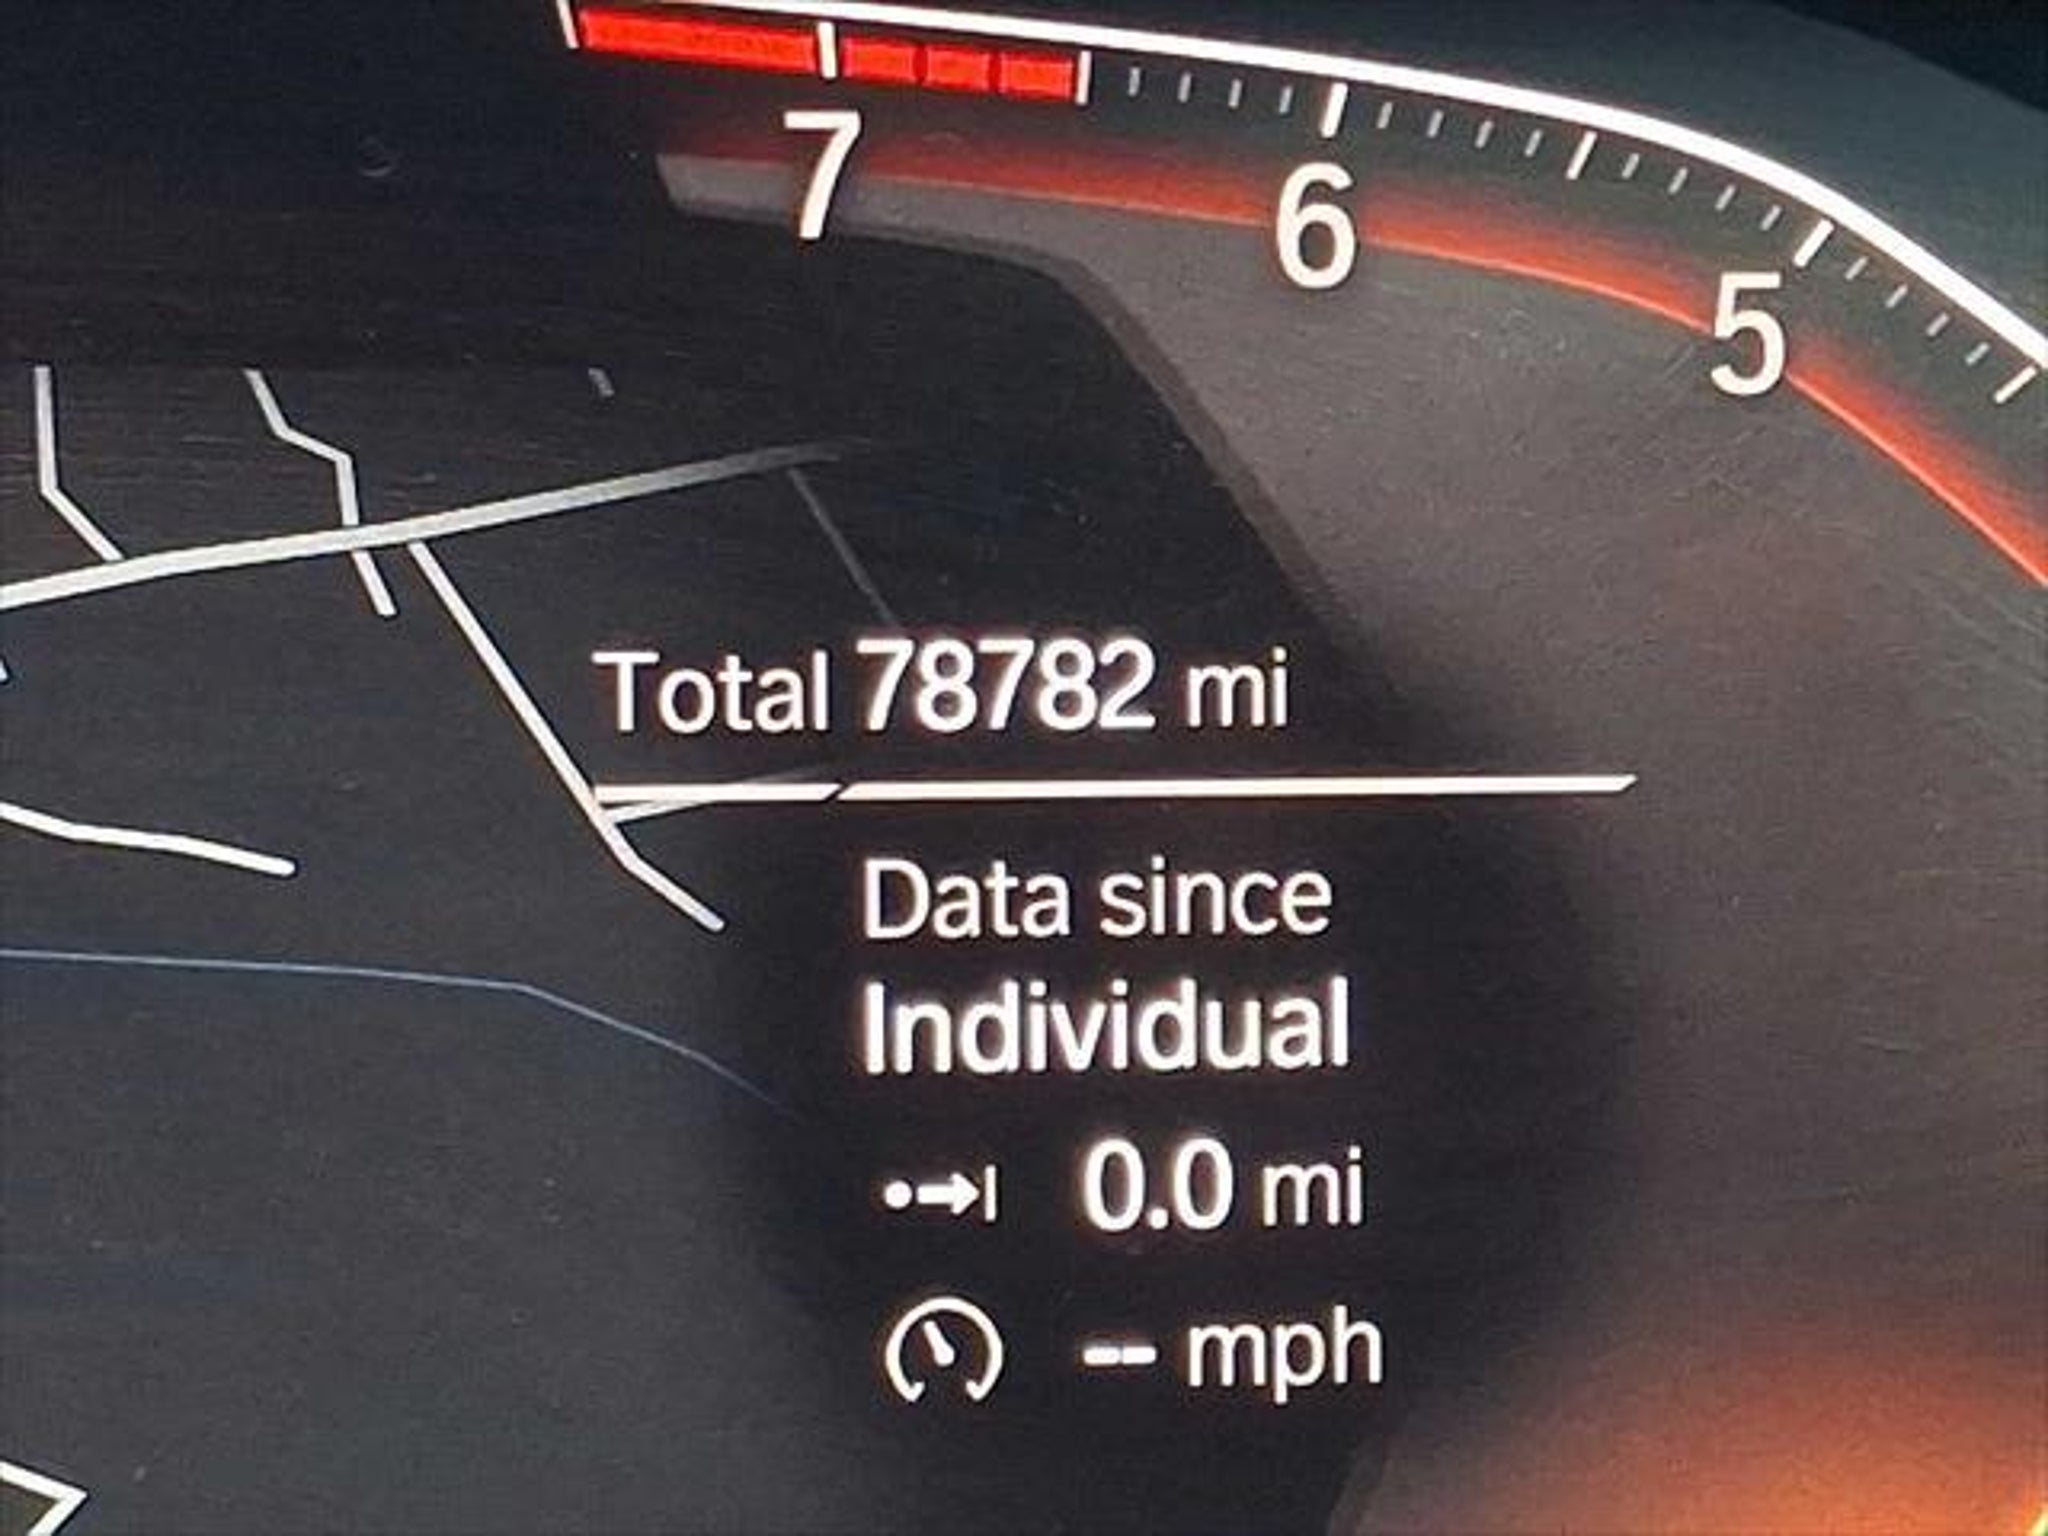 7
6
5
Total 78782 mi
Data since
Individual
0.0 mi
-- mph